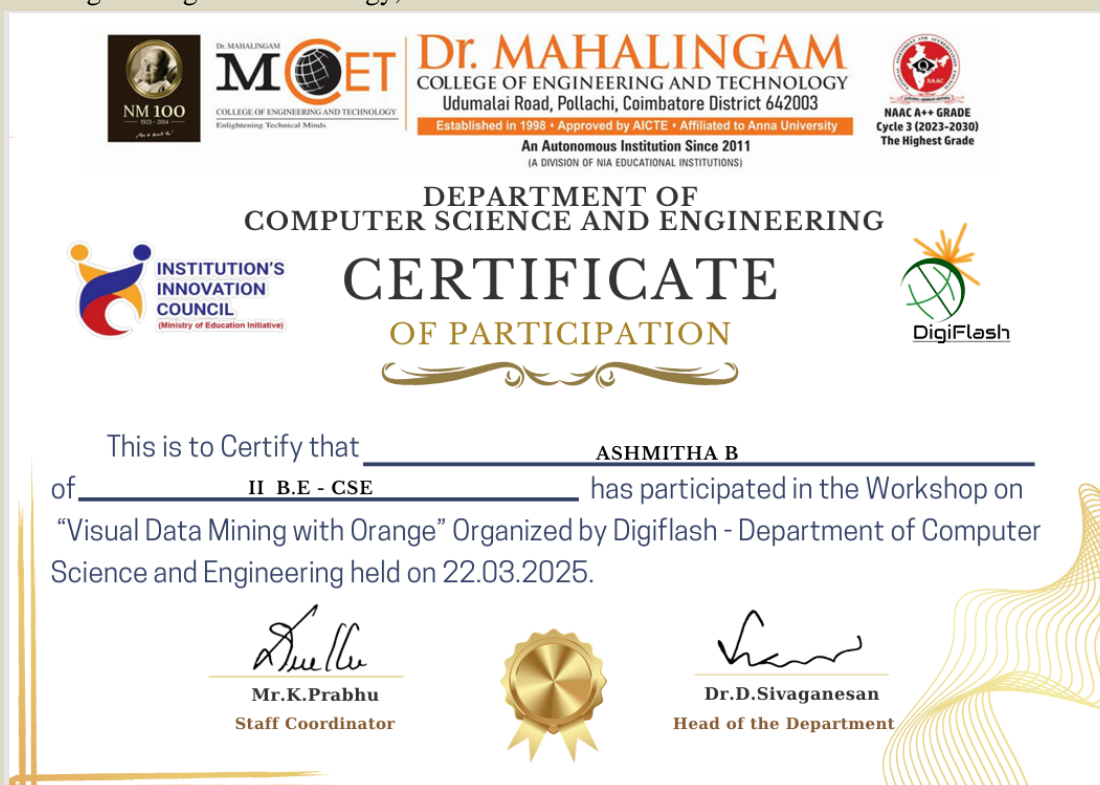 NM 100
1923 - 2014
Dr. MAHALINGAM
MCET
COLLEGE OF ENGINEERING AND TECHNOLOGY
Enlightening Technical Minds
Dr. MAHALINGAM
COLLEGE OF ENGINEERING AND TECHNOLOGY
Udumalai Road, Pollachi, Coimbatore District 642003
Established in 1998 • Approved by AICTE • Affiliated to Anna University
An Autonomous Institution Since 2011
(A DIVISION OF NIA EDUCATIONAL INSTITUTIONS)
NAAC
NAAC A++ GRADE
Cycle 3 (2023-2030)
The Highest Grade
DEPARTMENT OF
COMPUTER SCIENCE AND ENGINEERING
INSTITUTION'S
INNOVATION
COUNCIL
(Ministry of Education Initiative)
CERTIFICATE
OF PARTICIPATION
DigiFlash
This is to Certify that ASHMITHA B
of II B.E - CSE has participated in the Workshop on
“Visual Data Mining with Orange” Organized by Digiflash - Department of Computer
Science and Engineering held on 22.03.2025.
Mr.K.Prabhu
Staff Coordinator
Dr.D.Sivaganesan
Head of the Department